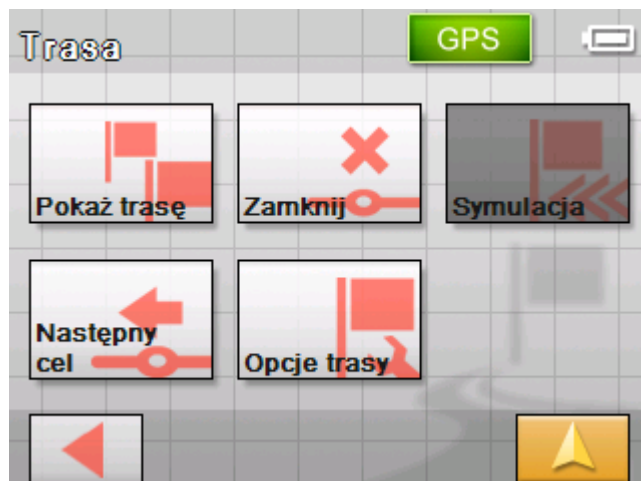 Trasa
GPS
Pokaż trasę
Zamknij
Symulacja
Następny
cel
Opcje trasy